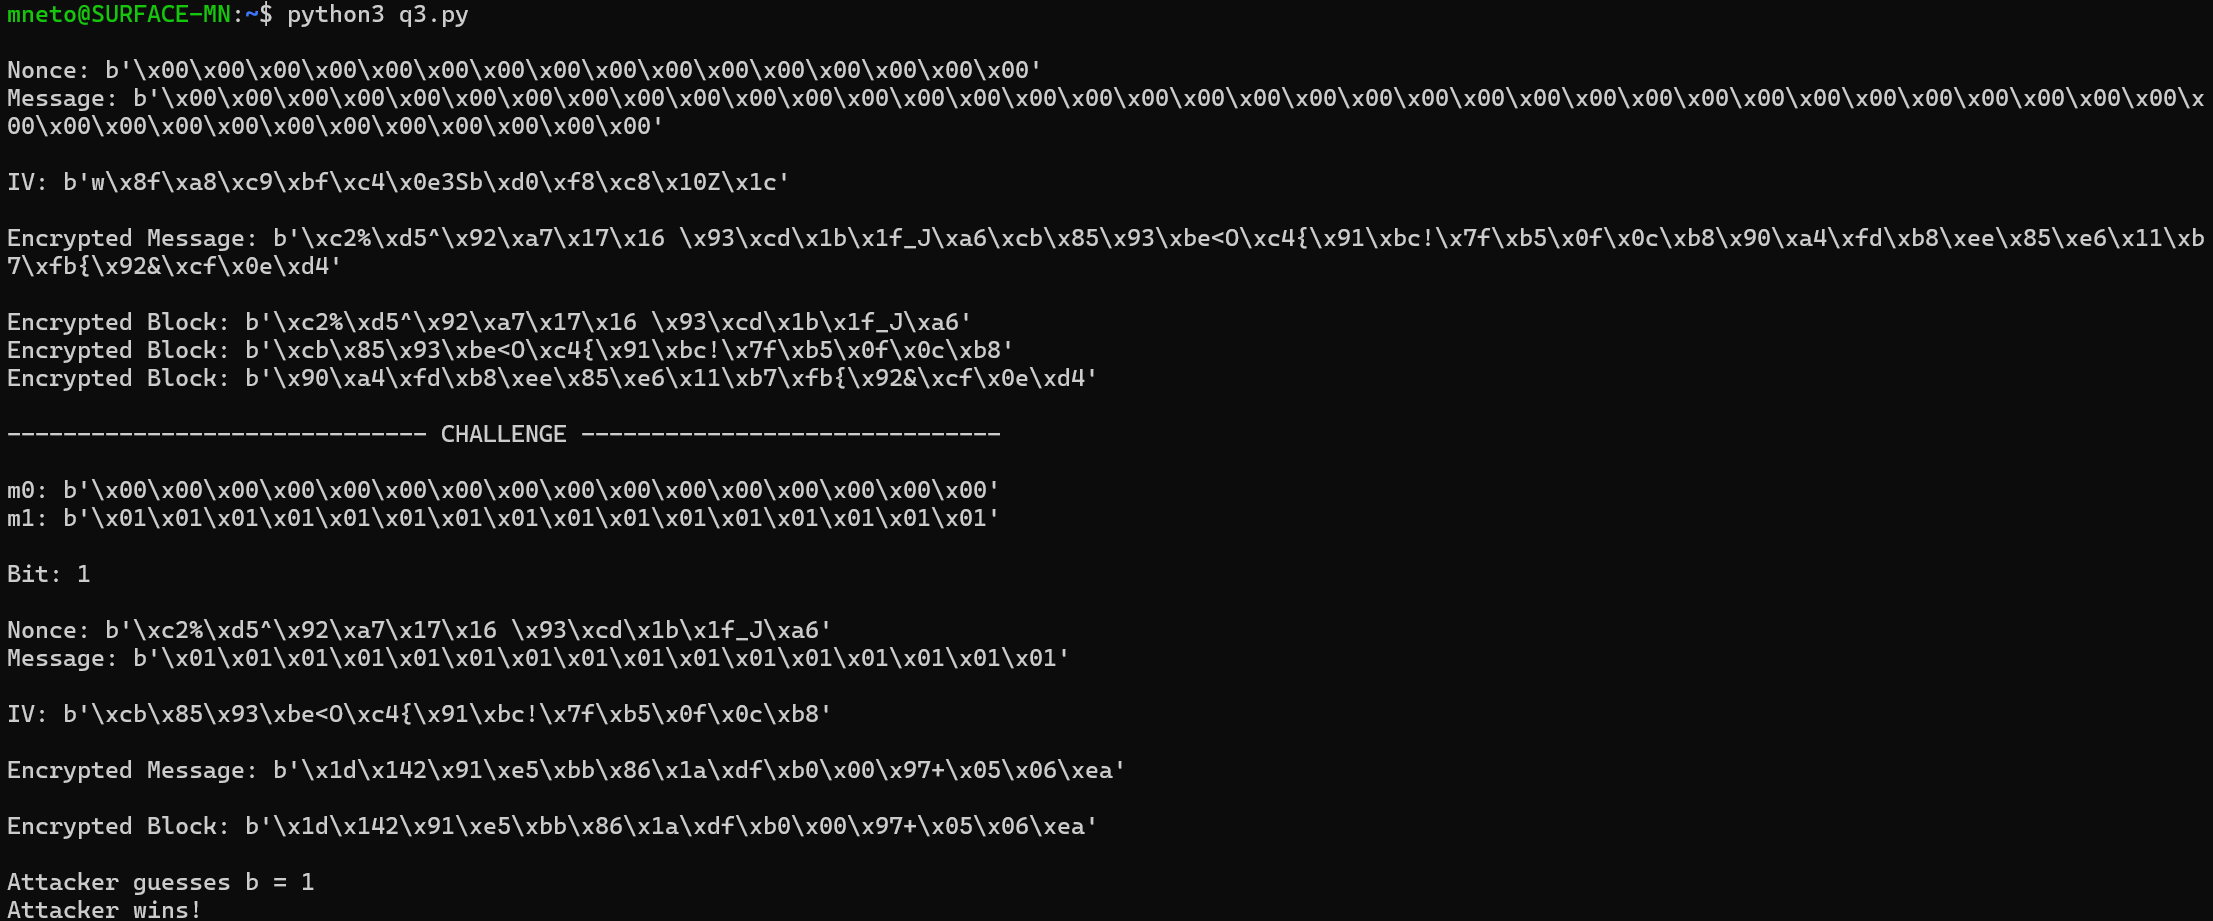 mneto@SURFACE-MN:~$ python3 q3.py
Nonce: b'\x00\x00\x00\x00\x00\x00\x00\x00\x00\x00\x00\x00\x00\x00\x00\x00'
Message: b'\x00\x00\x00\x00\x00\x00\x00\x00\x00\x00\x00\x00\x00\x00\x00\x00\x00\x00\x00\x00\x00\x00\x00\x00\x00\x00\x00\x00\x00\x00\x00\x00\x00\x00\x00\x00\x
00\x00\x00\x00\x00\x00\x00\x00\x00\x00\x00\x00'
IV: b'w\x8f\xa8\xc9\xbf\xc4\x0e3Sb\xd0\xf8\xc8\x10Z\x1c'
Encrypted Message: b'\xc2%\xd5^\x92\xa7\x17\x16 \x93\xcd\x1b\x1f_J\xa6\xcb\x85\x93\xbe<O\xc4{\x91\xbc!\x7f\xb5\x0f\x0c\xb8\x90\xa4\xfd\xb8\xee\x85\xe6\x11\xb
7\xfb{\x92&\xcf\x0e\xd4'
Encrypted Block: b'\xc2%\xd5^\x92\xa7\x17\x16 \x93\xcd\x1b\x1f_J\xa6'
Encrypted Block: b'\xcb\x85\x93\xbe<O\xc4{\x91\xbc!\x7f\xb5\x0f\x0c\xb8'
Encrypted Block: b'\x90\xa4\xfd\xb8\xee\x85\xe6\x11\xb7\xfb{\x92&\xcf\x0e\xd4'
------------------------------ CHALLENGE ------------------------------
m0: b'\x00\x00\x00\x00\x00\x00\x00\x00\x00\x00\x00\x00\x00\x00\x00\x00'
m1: b'\x01\x01\x01\x01\x01\x01\x01\x01\x01\x01\x01\x01\x01\x01\x01\x01'
Bit: 1
Nonce: b'\xc2%\xd5^\x92\xa7\x17\x16 \x93\xcd\x1b\x1f_J\xa6'
Message: b'\x01\x01\x01\x01\x01\x01\x01\x01\x01\x01\x01\x01\x01\x01\x01\x01'
IV: b'\xcb\x85\x93\xbe<O\xc4{\x91\xbc!\x7f\xb5\x0f\x0c\xb8'
Encrypted Message: b'\x1d\x142\x91\xe5\xbb\x86\x1a\xdf\xb0\x00\x97+\x05\x06\xea'
Encrypted Block: b'\x1d\x142\x91\xe5\xbb\x86\x1a\xdf\xb0\x00\x97+\x05\x06\xea'
Attacker guesses b = 1
Attacker wins!